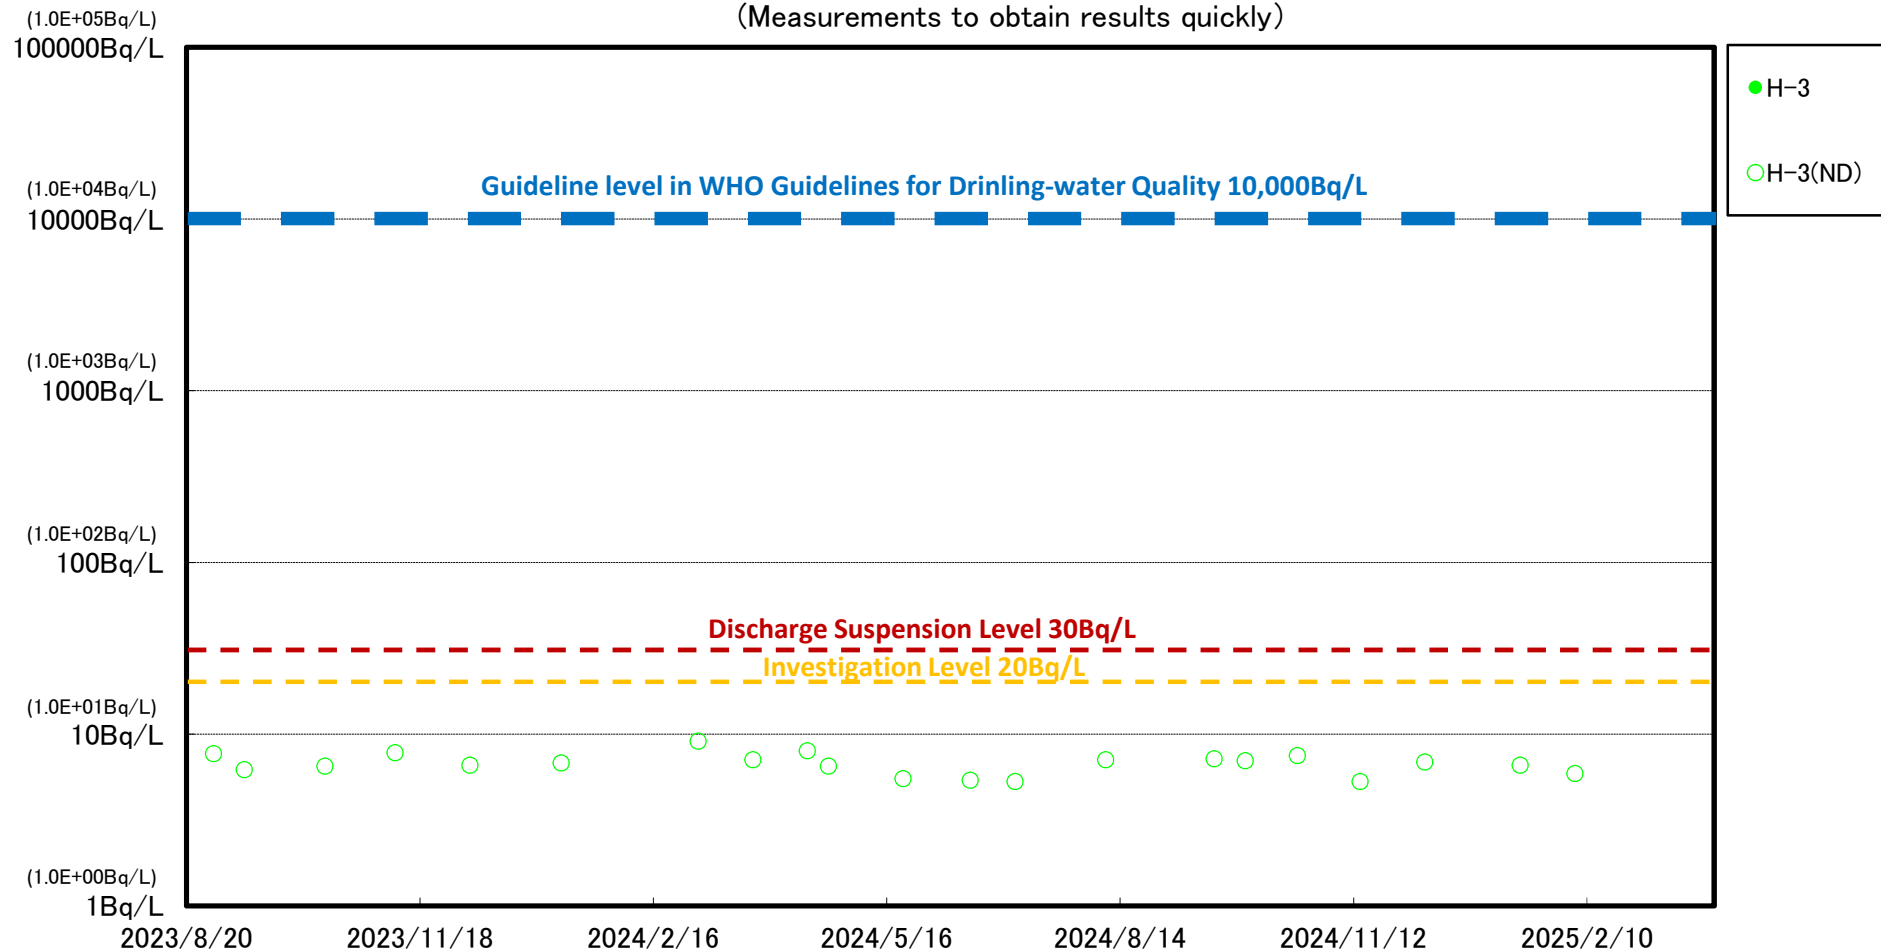 (Measurements to obtain results quickly)
(1.0E+05Bq/L)
100000Bq/L
(1.0E+04Bq/L)
10000Bq/L
(1.0E+03Bq/L)
1000Bq/L
(1.0E+02Bq/L)
100Bq/L
(1.0E+01Bq/L)
10Bq/L
(1.0E+00Bq/L)
1Bq/L
Guideline level in WHO Guidelines for Drinling-water Quality 10,000Bq/L
Discharge Suspension Level 30Bq/L
Investigation Level 20Bq/L
H-3
H-3(ND)
2023/8/20 2023/11/18 2024/2/16 2024/5/16 2024/8/14 2024/11/12 2025/2/10